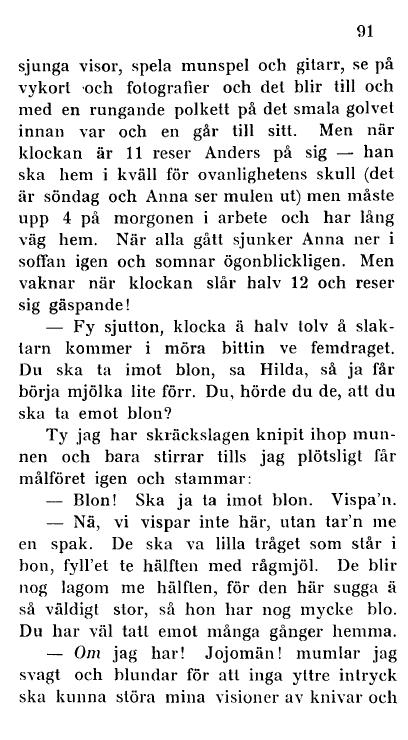 91
sjunga visor, spela munspel och gitarr, se på
vykort och fotografier och det blir till och
med en rungande polkett på det smala golvet
innan var och en går till sitt. Men när
klockan är 11 reser Anders på sig — han
ska hem i kväll för ovanlighetens skull (det
är söndag och Anna ser mulen ut) men måste
upp 4 på morgonen i arbete och har lång
väg hem. När alla gått sjunker Anna ner i
soffan igen och somnar ögonblickligen. Men
vaknar när klockan slår halv 12 och reser
sig gäspande!
— Fy sjutton, klocka ä halv tolv å slak-
tarn kommer i möra bittin ve femdraget.
Du ska ta imot blon, sa Hilda, så ja får
börja mjölka lite förr. Du, hörde du de, att du
ska ta emot blon?
Ty jag har skräckslagen knipit ihop mun-
nen och bara stirrar tills jag plötsligt får
målföret igen och stammar:
— Blon! Ska ja ta imot blon. Vispa'n.
— Nä, vi vispar inte här, utan tar'n me
en spak. De ska va lilla tråget som står i
bon, fyll'et te hälften med rågmjöl. De blir
nog lagom me hälften, för den här sugga ä
så väldigt stor, så hon har nog mycke blo.
Du har väl tatt emot många gånger hemma.
— Om jag har! Jojomän! mumlar jag
svagt och blundar för att inga yttre intryck
ska kunna störa mina visioner av knivar och